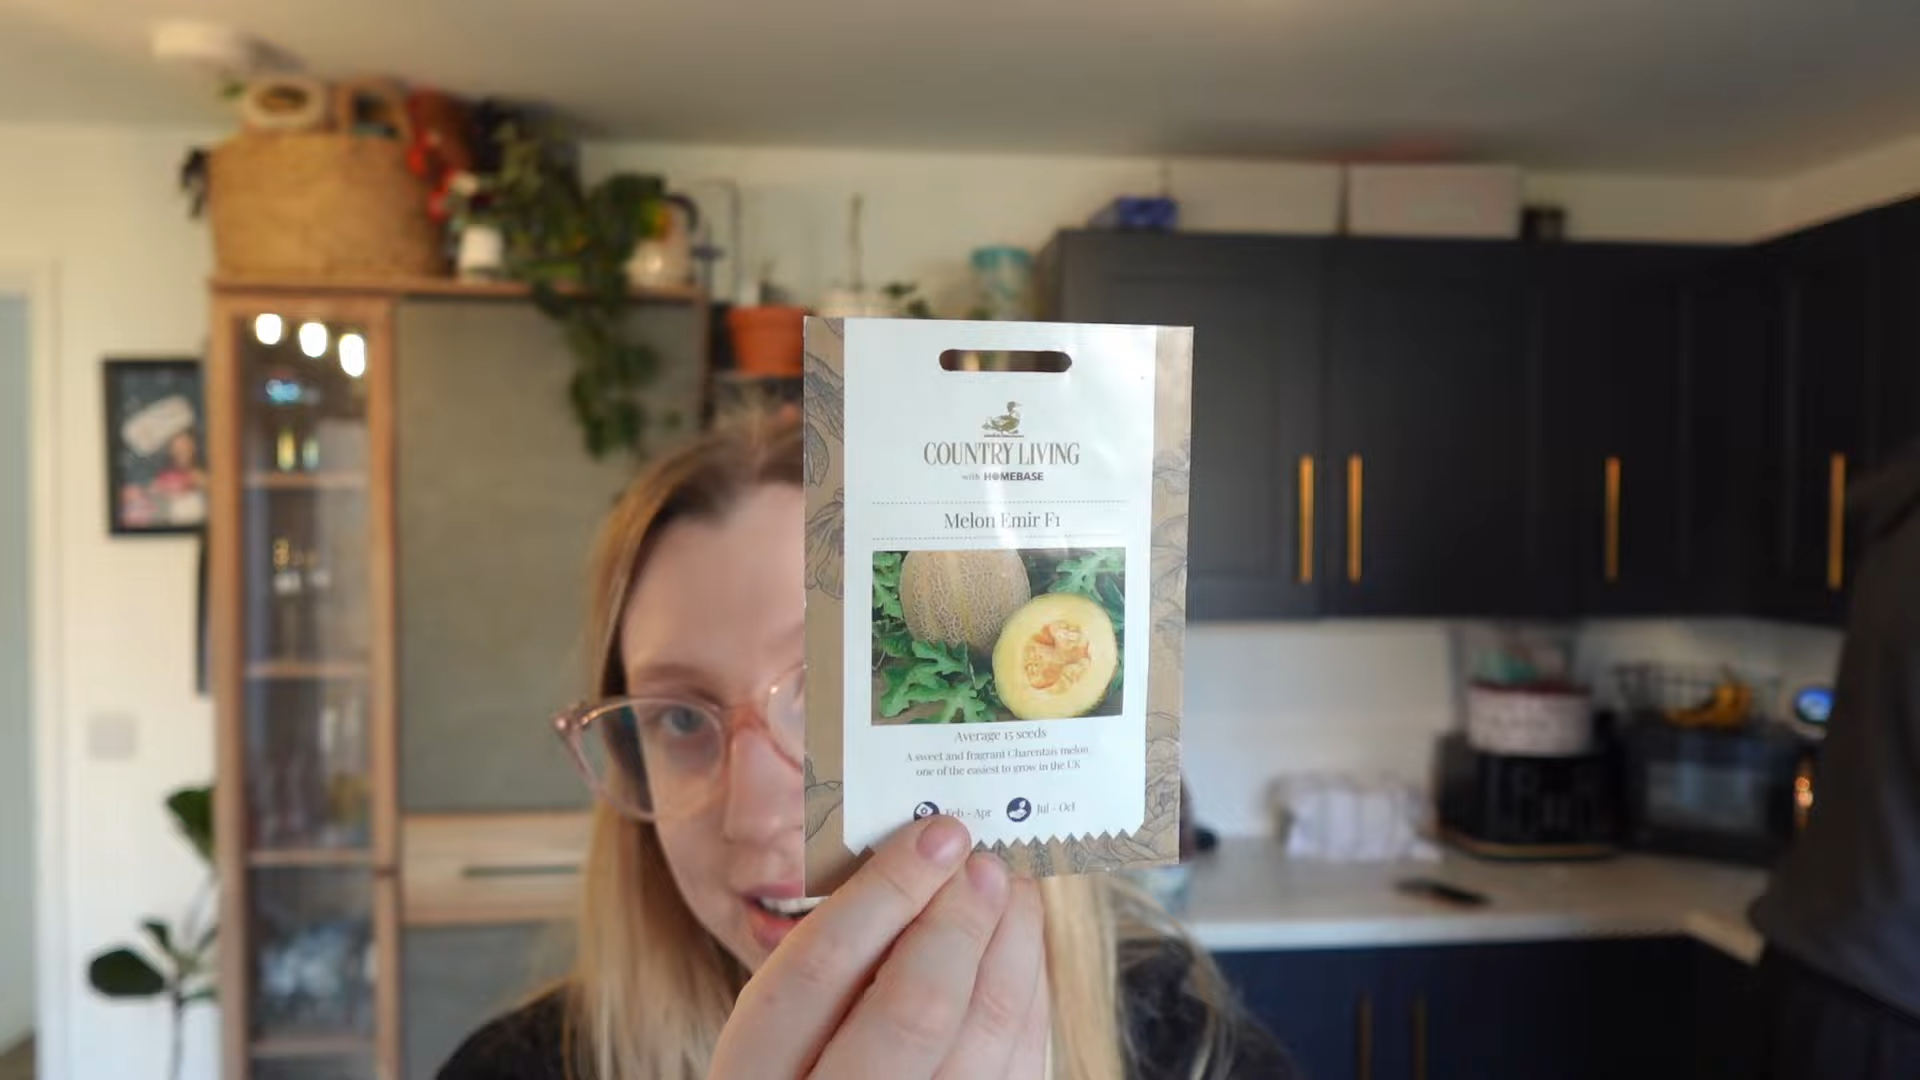 COUNTRY LIVING
with HOMEBASE
Melon Emir F1
Average 15 seeds
A sweet and fragrant Charentais melon,
one of the easiest to grow in the UK
Feb - Apr
Jul - Oct